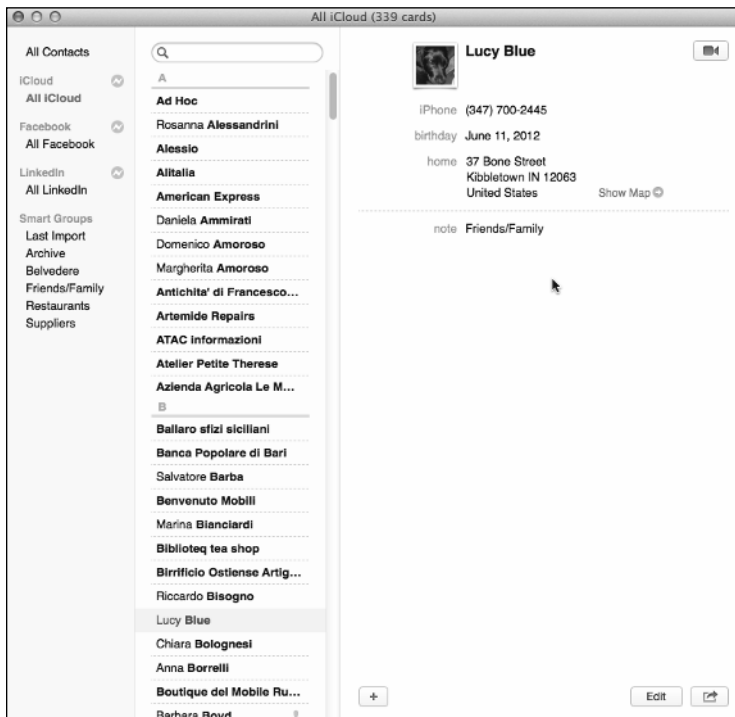 All iCloud (339 cards)
All Contacts
iCloud
All iCloud
Facebook
All Facebook
LinkedIn
All LinkedIn
Smart Groups
Last Import
Archive
Belvedere
Friends/Family
Restaurants
Suppliers
A
Ad Hoc
Rosanna Alessandrini
Alessio
Alitalia
American Express
Daniela Ammirati
Domenico Amoroso
Margherita Amoroso
Antichita' di Francesco...
Artemide Repairs
ATAC informazioni
Atelier Petite Therese
Azienda Agricola Le M...
B
Ballaro sfizi siciliani
Banca Popolare di Bari
Salvatore Barba
Benvenuto Mobili
Marina Bianciardi
Biblioteq tea shop
Birrificio Ostiense Artig...
Riccardo Bisogno
Lucy Blue
Chiara Bolognesi
Anna Borrelli
Boutique del Mobile Ru...
Barbara Boyd
Lucy Blue
iPhone (347) 700-2445
birthday June 11, 2012
home 37 Bone Street
Kibbletown IN 12063
United States Show Map
note Friends/Family
+ Edit